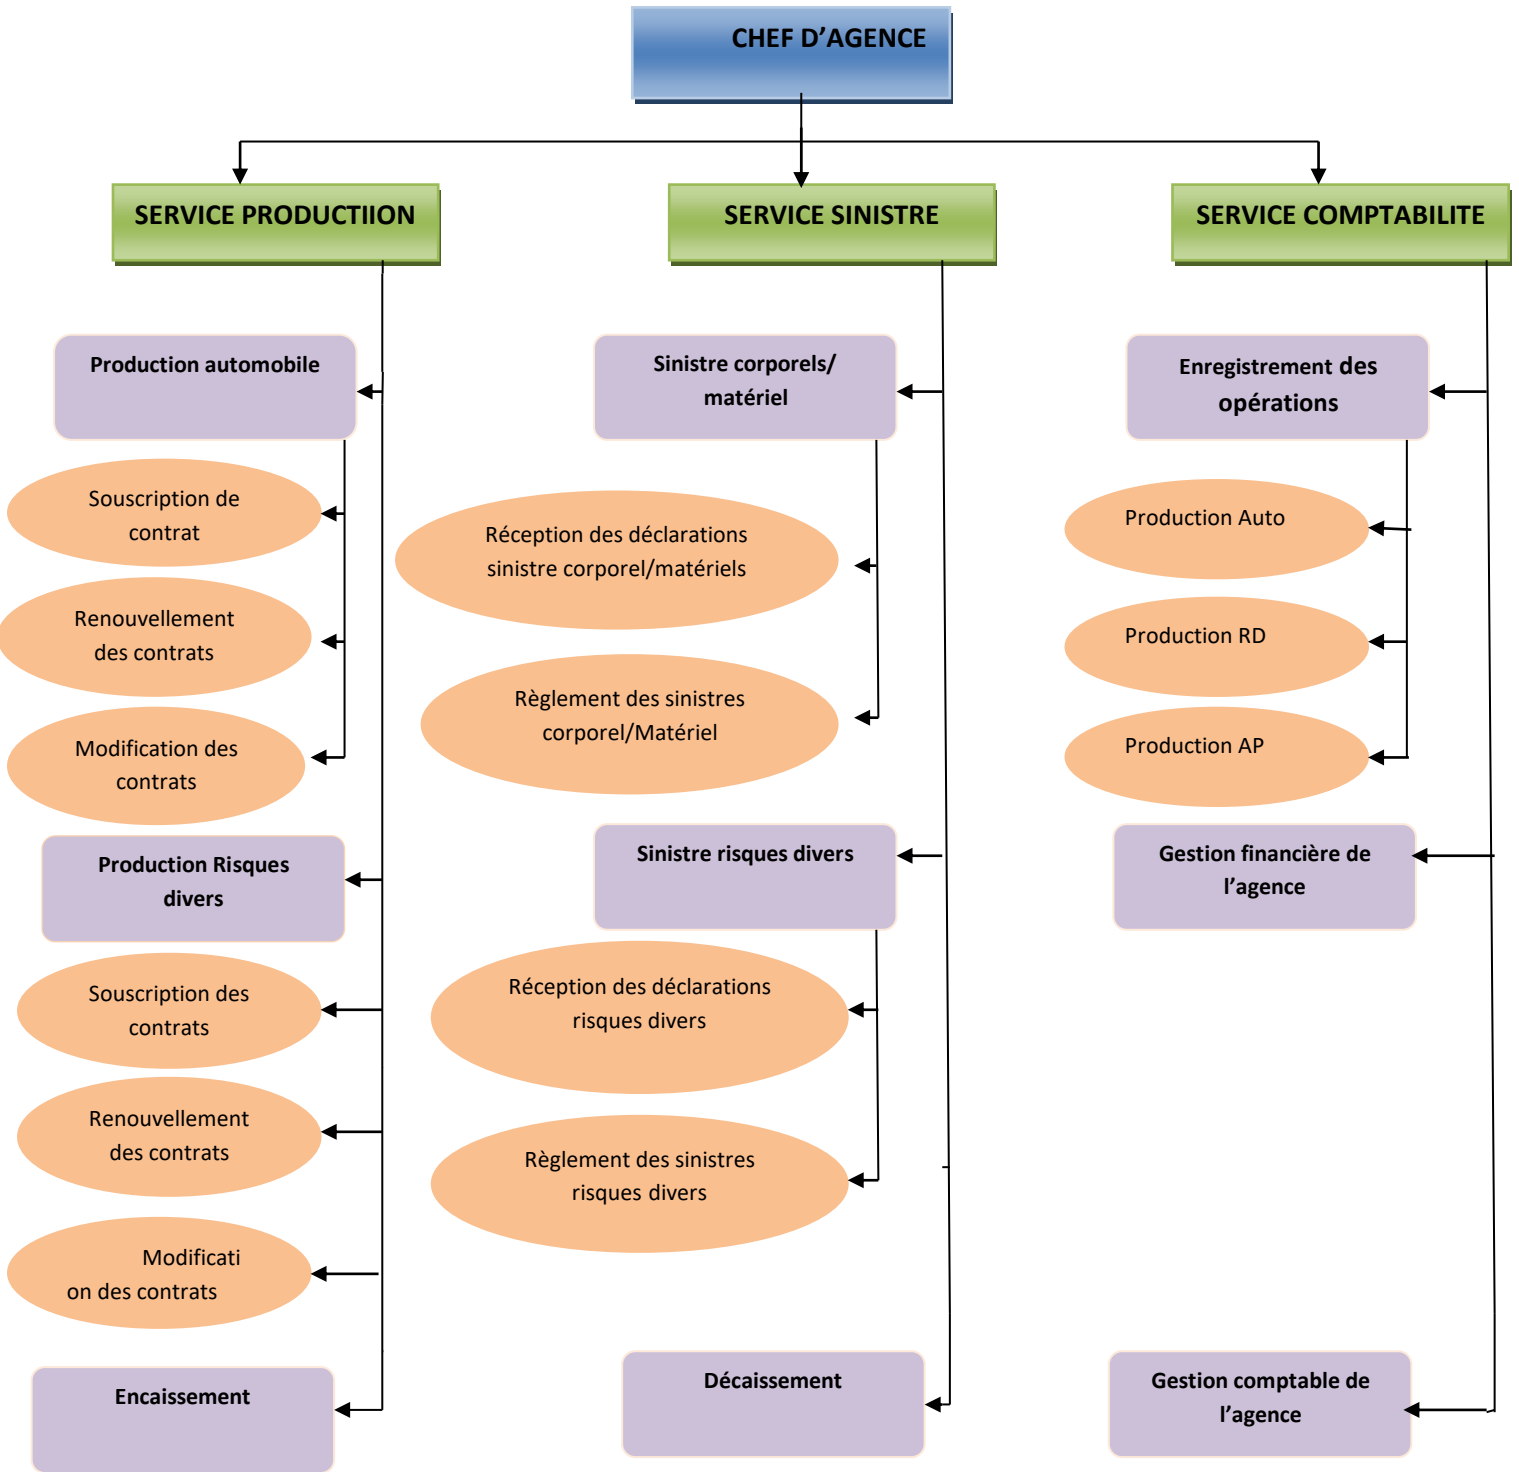 CHEF D’AGENCE
SERVICE PRODUCTIION
Production automobile
Souscription de
contrat
Renouvellement
des contrats
Modification des
contrats
Production Risques
divers
Souscription des
contrats
Renouvellement
des contrats
Modificati
on des contrats
Encaissement
SERVICE SINISTRE
Sinistre corporels/
matériel
Réception des déclarations
sinistre corporel/matériels
Règlement des sinistres
corporel/Matériel
Sinistre risques divers
Réception des déclarations
risques divers
Règlement des sinistres
risques divers
Décaissement
SERVICE COMPTABILITE
Enregistrement des
opérations
Production Auto
Production RD
Production AP
Gestion financière de
l’agence
Gestion comptable de
l’agence